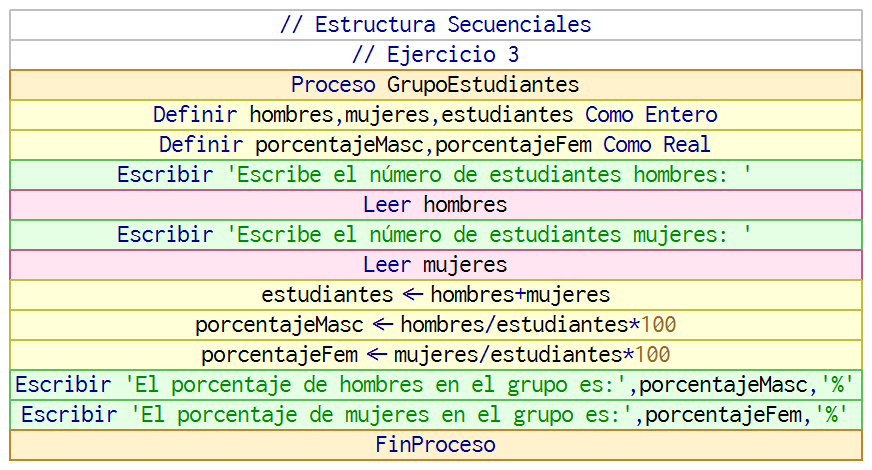 // Estructura Secuenciales
// Ejercicio 3
Proceso GrupoEstudiantes
Definir hombres,mujeres,estudiantes Como Entero
Definir porcentajeMasc,porcentajeFem Como Real
Escribir 'Escribe el número de estudiantes hombres: '
Leer hombres
Escribir 'Escribe el número de estudiantes mujeres: '
Leer mujeres
estudiantes <- hombres+mujeres
porcentajeMasc <- hombres/estudiantes*100
porcentajeFem <- mujeres/estudiantes*100
Escribir 'El porcentaje de hombres en el grupo es:',porcentajeMasc,'%'
Escribir 'El porcentaje de mujeres en el grupo es:',porcentajeFem,'%'
FinProceso